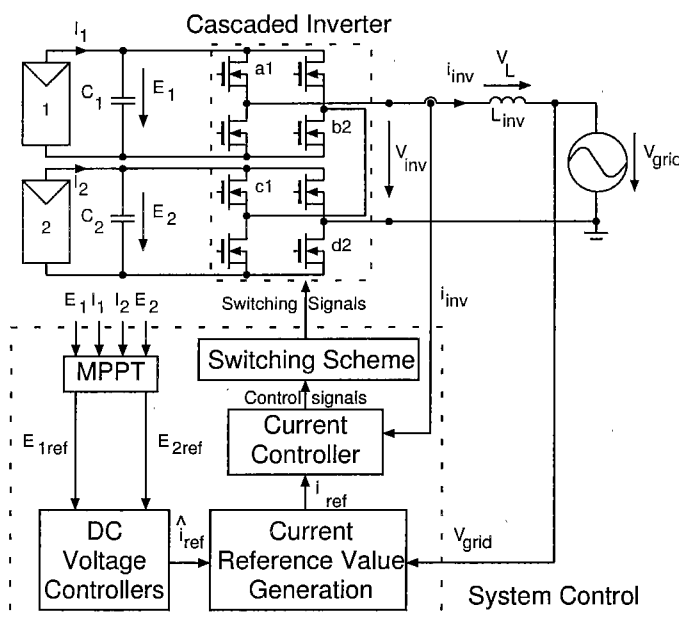 Cascaded Inverter
I1
1
C1
E1
a1
b2
iinv
VL
Linv
Vinv
Vgrid
I2
2
C2
E2
c1
d2
Switching Signals
iinv
E1 I1 I2 E2
MPPT
Switching Scheme
Control signals
Current
Controller
E1ref
E2ref
i ref
DC
Voltage
Controllers
îref
Current
Reference Value
Generation
Vgrid
System Control